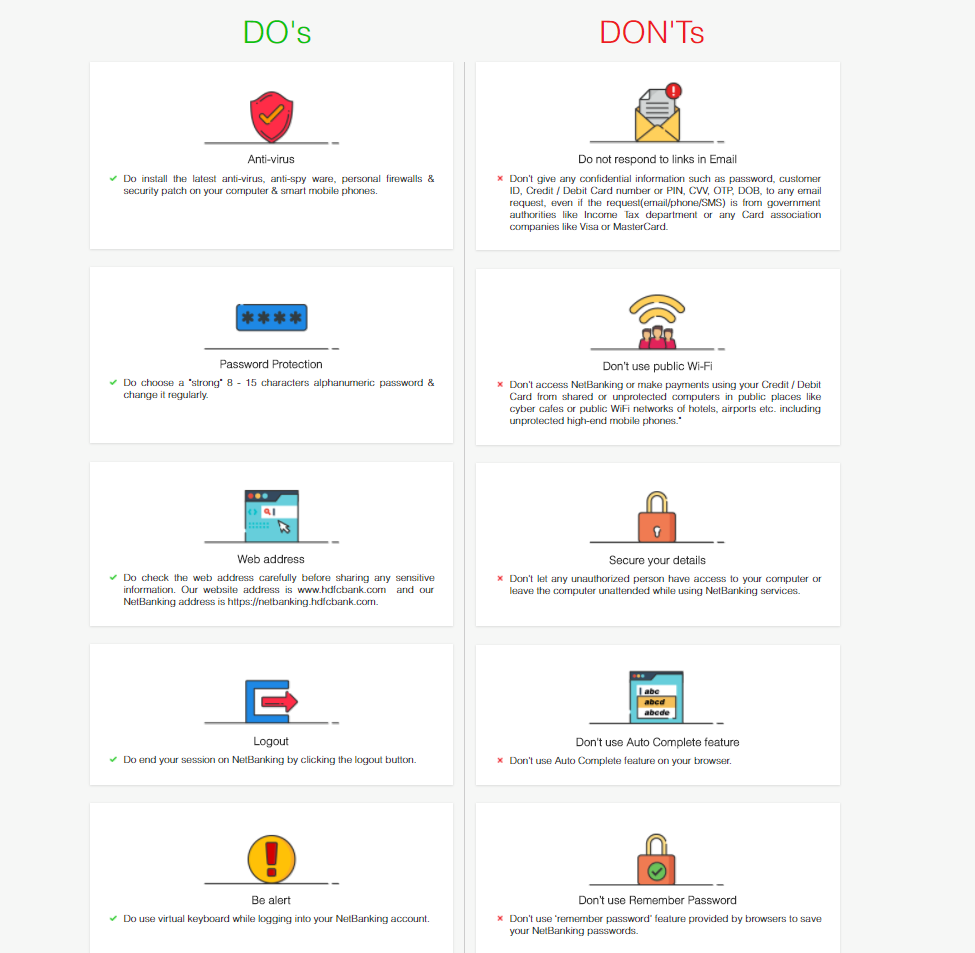 DO's
Anti-virus
Do install the latest anti-virus, anti-spy ware, personal firewalls &
security patch on your computer & smart mobile phones.
****
Password Protection
Do choose a "strong" 8 - 15 characters alphanumeric password &
change it regularly.
Web address
Do check the web address carefully before sharing any sensitive
information. Our website address is www.hdfcbank.com and our
NetBanking address is https://netbanking.hdfcbank.com.
Logout
Do end your session on NetBanking by clicking the logout button.
Be alert
Do use virtual keyboard while logging into your NetBanking account.
DON'Ts
Do not respond to links in Email
Don't give any confidential information such as password, customer
ID, Credit / Debit Card number or PIN, CVV, OTP, DOB, to any email
request, even if the request(email/phone/SMS) is from government
authorities like Income Tax department or any Card association
companies like Visa or MasterCard.
Don't use public Wi-Fi
Don't access NetBanking or make payments using your Credit / Debit
Card from shared or unprotected computers in public places like
cyber cafes or public WiFi networks of hotels, airports etc. including
unprotected high-end mobile phones."
Secure your details
Don't let any unauthorized person have access to your computer or
leave the computer unattended while using NetBanking services.
abc
abcd
abcde
Don't use Auto Complete feature
Don't use Auto Complete feature on your browser.
Don't use Remember Password
Don't use 'remember password' feature provided by browsers to save
your NetBanking passwords.